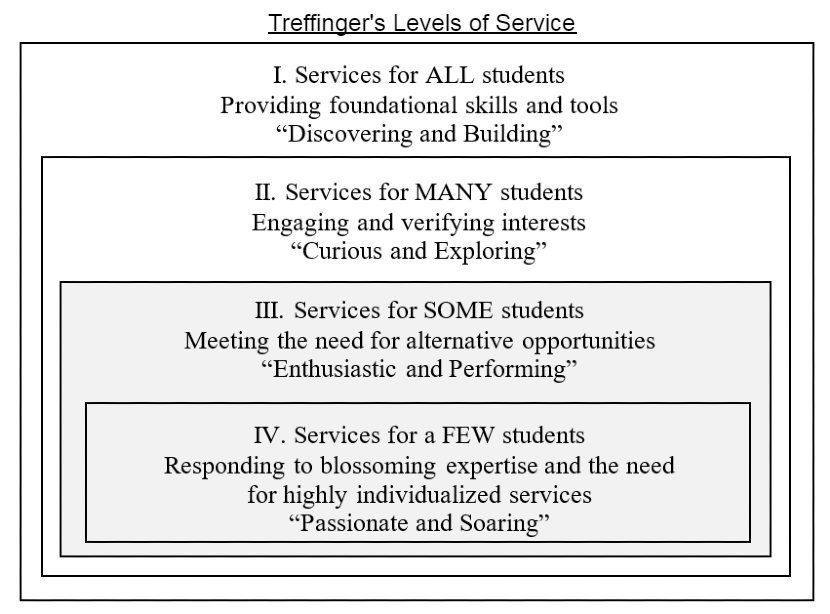 Treffinger's Levels of Service
I. Services for ALL students
Providing foundational skills and tools
“Discovering and Building”
II. Services for MANY students
Engaging and verifying interests
“Curious and Exploring”
III. Services for SOME students
Meeting the need for alternative opportunities
“Enthusiastic and Performing”
IV. Services for a FEW students
Responding to blossoming expertise and the need
for highly individualized services
“Passionate and Soaring”